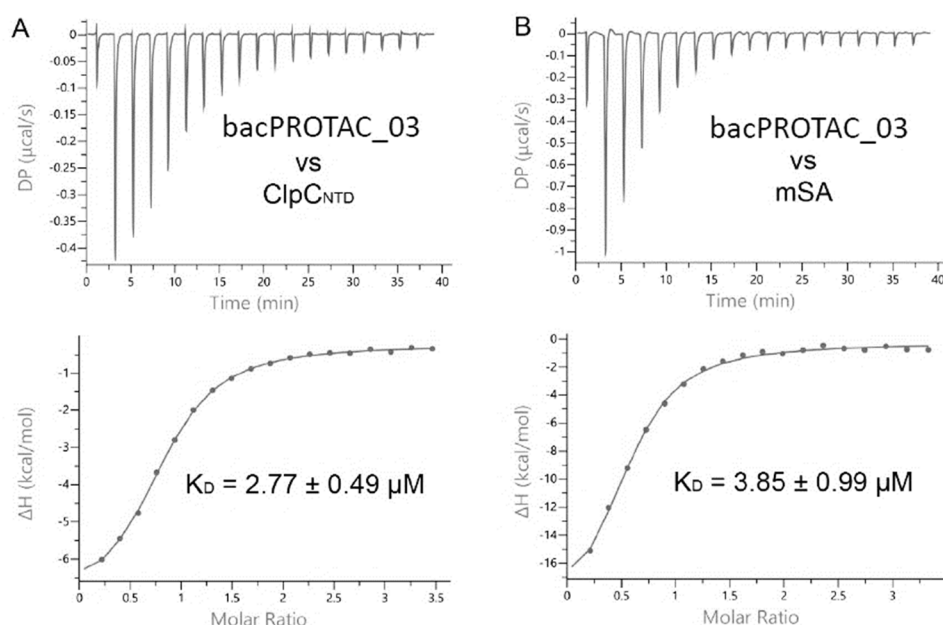 A
0
-0.05
-0.1
-0.15
-0.2
-0.25
-0.3
-0.35
-0.4
DP (µcal/s)
bacPROTAC_03
vs
ClpCNTD
0 5 10 15 20 25 30 35 40
Time (min)
B
0
-0.1
-0.2
-0.3
-0.4
-0.5
-0.6
-0.7
-0.8
-0.9
-1
DP (µcal/s)
bacPROTAC_03
vs
mSA
0 5 10 15 20 25 30 35 40
Time (min)
-1
-2
-3
-4
-5
-6
ΔH (kcal/mol)
KD = 2.77 ± 0.49 µM
0 0.5 1 1.5 2 2.5 3 3.5
Molar Ratio
0
-2
-4
-6
-8
-10
-12
-14
-16
ΔH (kcal/mol)
KD = 3.85 ± 0.99 µM
0 0.5 1 1.5 2 2.5 3
Molar Ratio